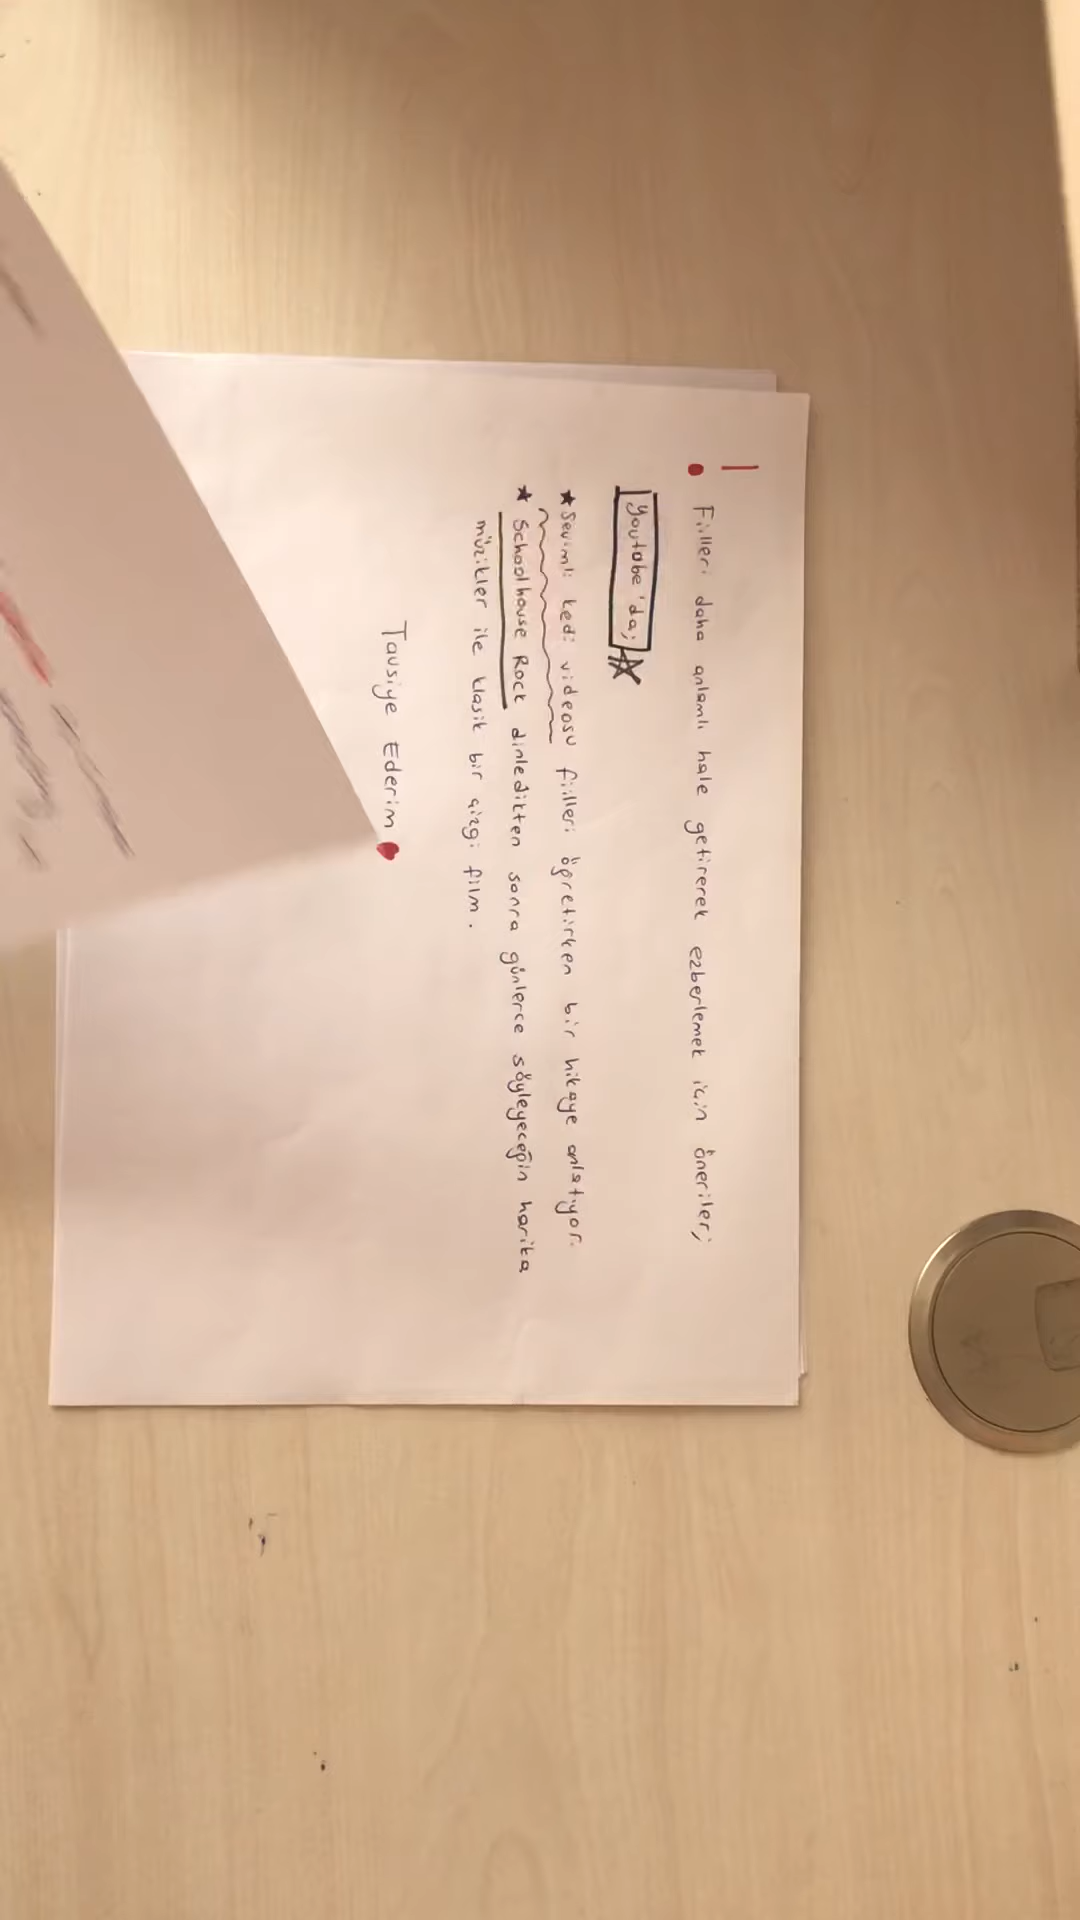 ! Fiilleri daha anlamlı hale getirerek ezberlemek için öneriler;
Youtobe'da;
★ Sevimli kedi videosu fiilleri öğretirken bir hikaye anlatıyor.
★ Schoolhouse Rock dinledikten sonra günlerce söyleyeceğin harika
müzikler ile klasik bir çizgi film.
Tavsiye Ederim